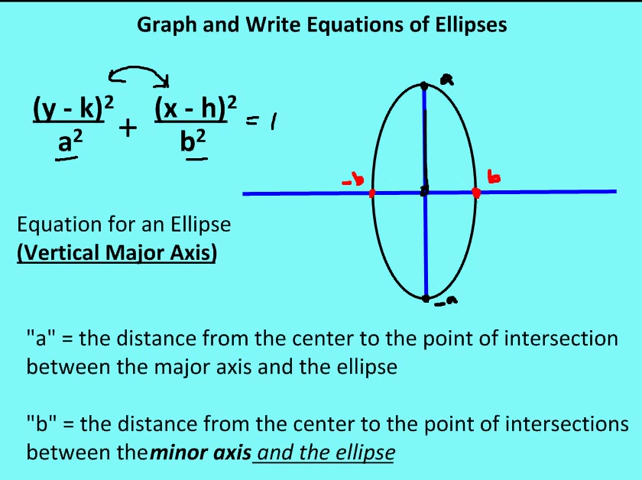 Graph and Write Equations of Ellipses
(y - k)² + (x - h)² = 1
a² b²
a
-b b
-a
Equation for an Ellipse
(Vertical Major Axis)
"a" = the distance from the center to the point of intersection
between the major axis and the ellipse
"b" = the distance from the center to the point of intersections
between the minor axis and the ellipse